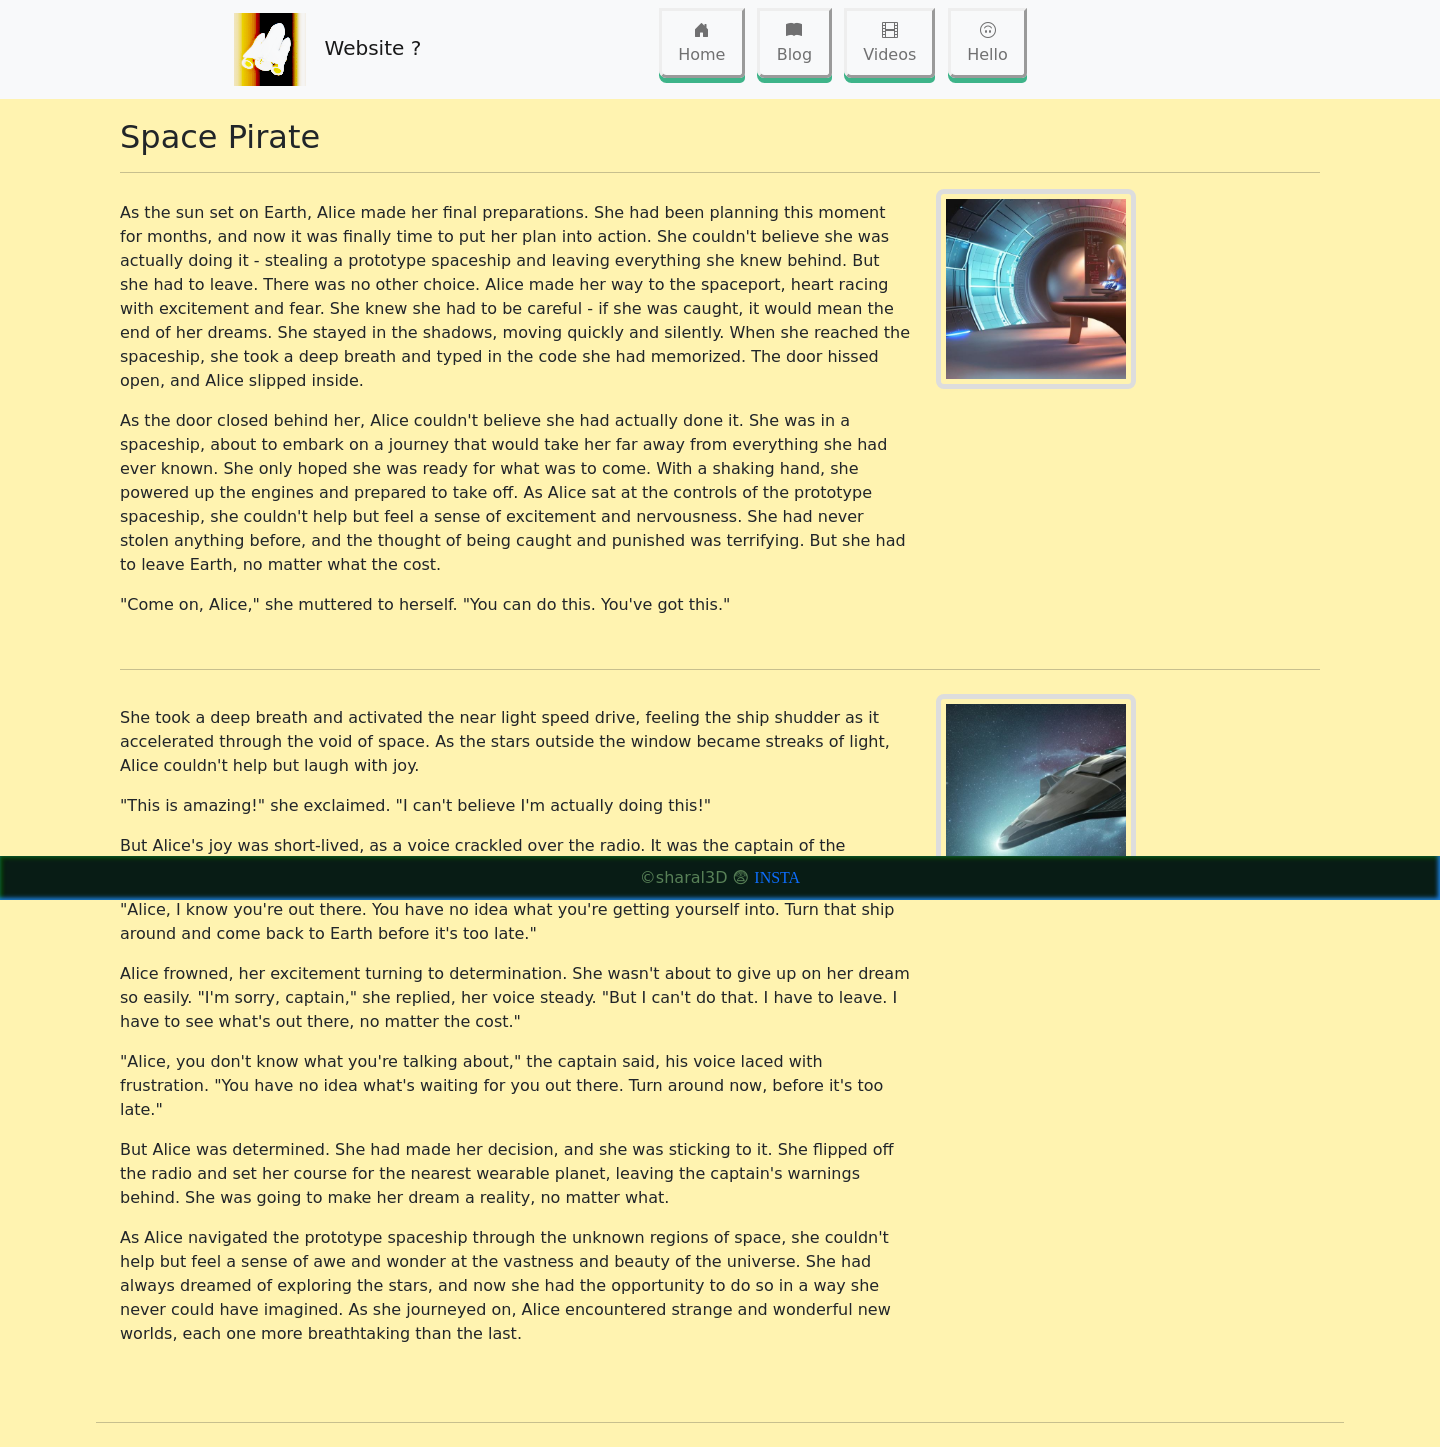 Website ?
Home
Blog
Videos
Hello
Space Pirate
As the sun set on Earth, Alice made her final preparations. She had been planning this moment
for months, and now it was finally time to put her plan into action. She couldn't believe she was
actually doing it - stealing a prototype spaceship and leaving everything she knew behind. But
she had to leave. There was no other choice. Alice made her way to the spaceport, heart racing
with excitement and fear. She knew she had to be careful - if she was caught, it would mean the
end of her dreams. She stayed in the shadows, moving quickly and silently. When she reached the
spaceship, she took a deep breath and typed in the code she had memorized. The door hissed
open, and Alice slipped inside.
As the door closed behind her, Alice couldn't believe she had actually done it. She was in a
spaceship, about to embark on a journey that would take her far away from everything she had
ever known. She only hoped she was ready for what was to come. With a shaking hand, she
powered up the engines and prepared to take off. As Alice sat at the controls of the prototype
spaceship, she couldn't help but feel a sense of excitement and nervousness. She had never
stolen anything before, and the thought of being caught and punished was terrifying. But she had
to leave Earth, no matter what the cost.
"Come on, Alice," she muttered to herself. "You can do this. You've got this."
She took a deep breath and activated the near light speed drive, feeling the ship shudder as it
accelerated through the void of space. As the stars outside the window became streaks of light,
Alice couldn't help but laugh with joy.
"This is amazing!" she exclaimed. "I can't believe I'm actually doing this!"
But Alice's joy was short-lived, as a voice crackled over the radio. It was the captain of the
©sharal3D 😨 INSTA
"Alice, I know you're out there. You have no idea what you're getting yourself into. Turn that ship
around and come back to Earth before it's too late."
Alice frowned, her excitement turning to determination. She wasn't about to give up on her dream
so easily. "I'm sorry, captain," she replied, her voice steady. "But I can't do that. I have to leave. I
have to see what's out there, no matter the cost."
"Alice, you don't know what you're talking about," the captain said, his voice laced with
frustration. "You have no idea what's waiting for you out there. Turn around now, before it's too
late."
But Alice was determined. She had made her decision, and she was sticking to it. She flipped off
the radio and set her course for the nearest wearable planet, leaving the captain's warnings
behind. She was going to make her dream a reality, no matter what.
As Alice navigated the prototype spaceship through the unknown regions of space, she couldn't
help but feel a sense of awe and wonder at the vastness and beauty of the universe. She had
always dreamed of exploring the stars, and now she had the opportunity to do so in a way she
never could have imagined. As she journeyed on, Alice encountered strange and wonderful new
worlds, each one more breathtaking than the last.